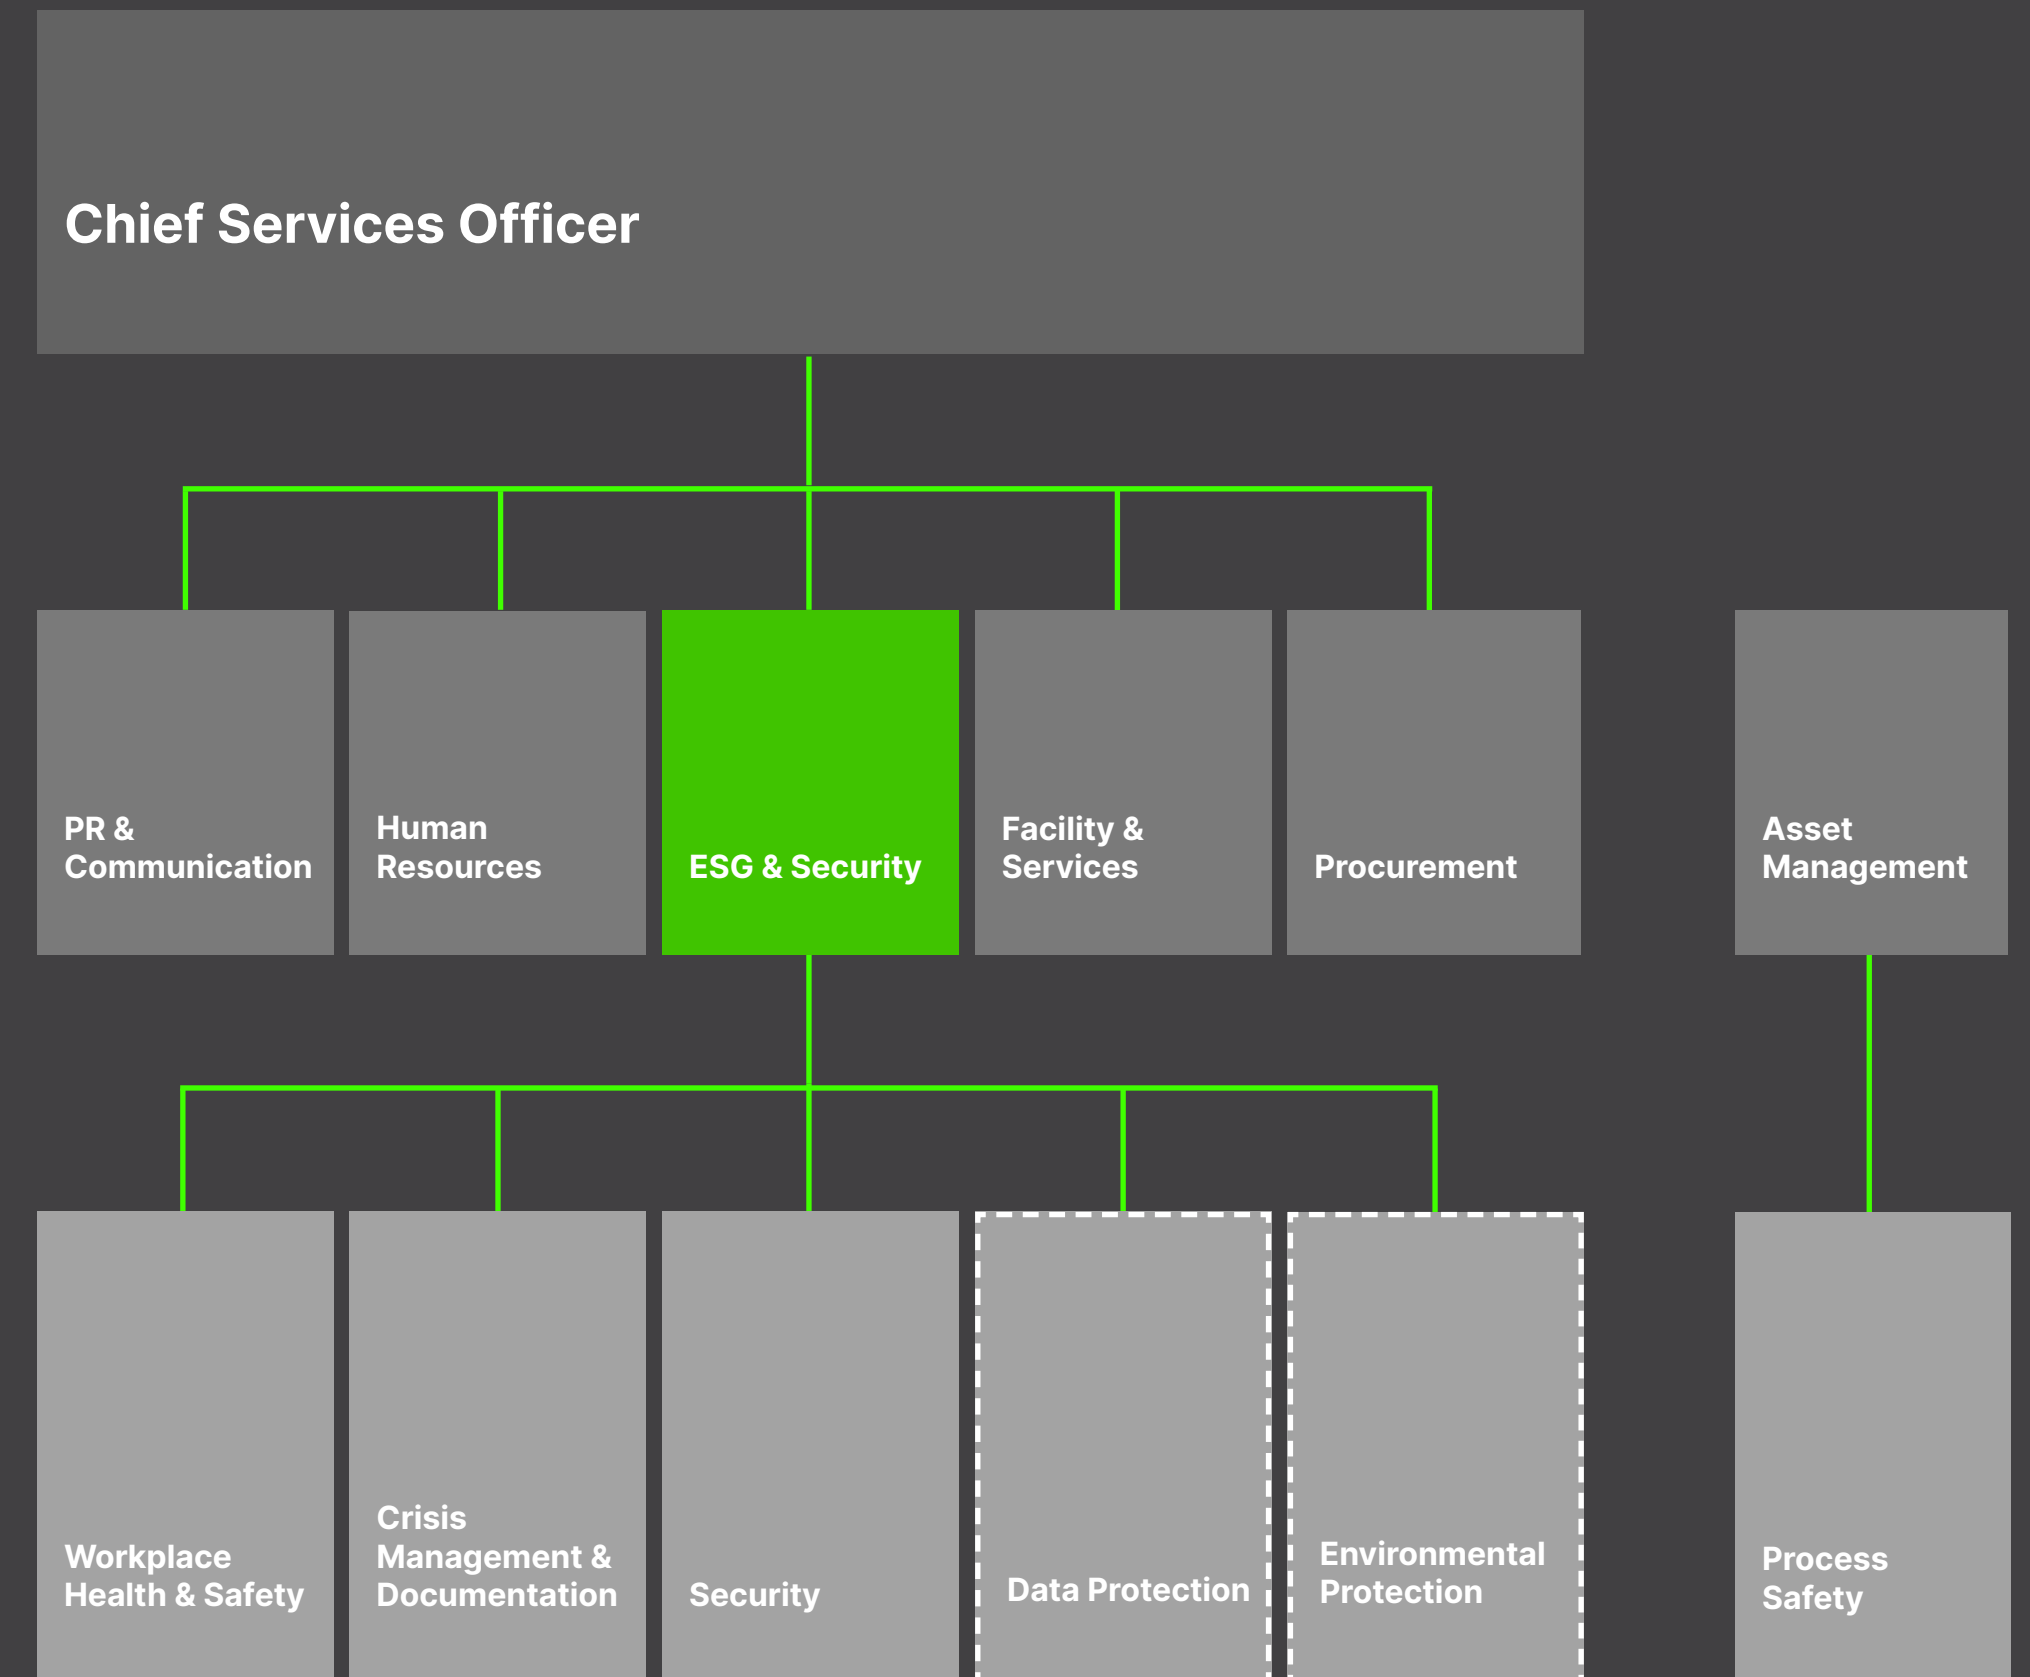 Chief Services Officer
PR &
Communication
Human
Resources
ESG & Security
Facility &
Services
Procurement
Asset
Management
Workplace
Health & Safety
Crisis
Management &
Documentation
Security
Data Protection
Environmental
Protection
Process
Safety